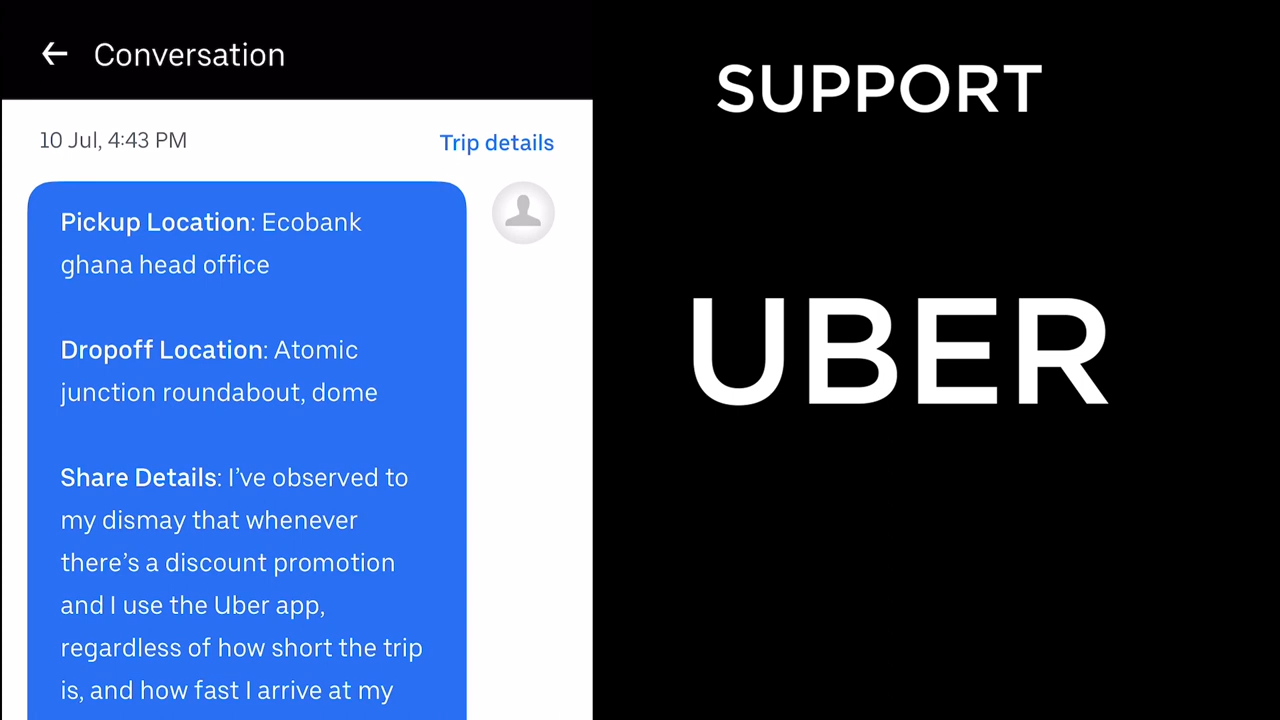 Conversation
10 Jul, 4:43 PM
Trip details
Pickup Location: Ecobank
ghana head office
Dropoff Location: Atomic
junction roundabout, dome
Share Details: I’ve observed to
my dismay that whenever
there’s a discount promotion
and I use the Uber app,
regardless of how short the trip
is, and how fast I arrive at my
SUPPORT
UBER